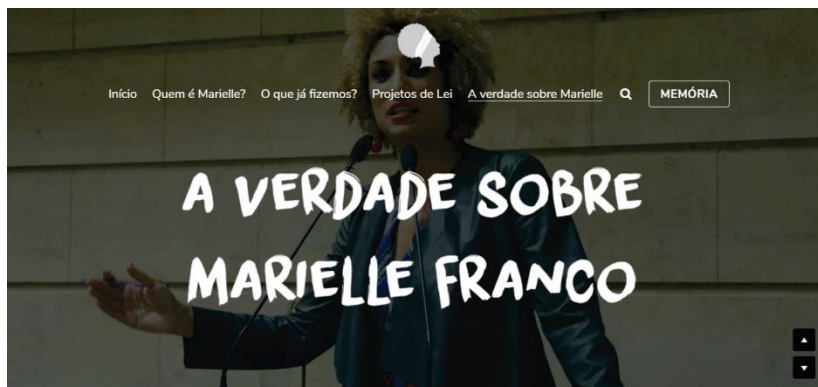 Início Quem é Marielle? O que já fizemos? Projetos de Lei A verdade sobre Marielle MEMÓRIA
A VERDADE SOBRE
MARIELLE FRANCO